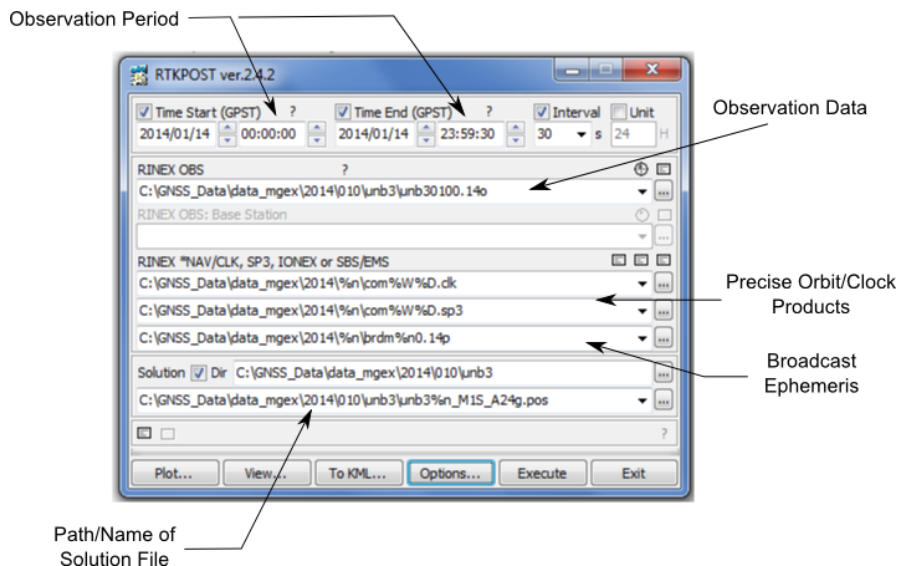 Observation Period
RTKPOST ver.2.4.2
Time Start (GPST) ? Time End (GPST) ? Interval Unit
2014/01/14 00:00:00 2014/01/14 23:59:30 30 s 24 H
Observation Data
RINEX OBS ?
C:\GNSS_Data\data_mgex\2014\010\unb3\unb30100.14o
...
RINEX OBS: Base Station
...
RINEX *NAV/CLK, SP3, IONEX or SBS/EMS
C:\GNSS_Data\data_mgex\2014\%n\com%W%D.clk
...
Precise Orbit/Clock
Products
C:\GNSS_Data\data_mgex\2014\%n\com%W%D.sp3
...
C:\GNSS_Data\data_mgex\2014\%n\brdm%n0.14p
...
Broadcast
Ephemeris
Solution Dir C:\GNSS_Data\data_mgex\2014\010\unb3
...
C:\GNSS_Data\data_mgex\2014\010\unb3\unb3%n_M1S_A24g.pos
...
?
Plot... View... To KML... Options... Execute Exit
Path/Name of
Solution File